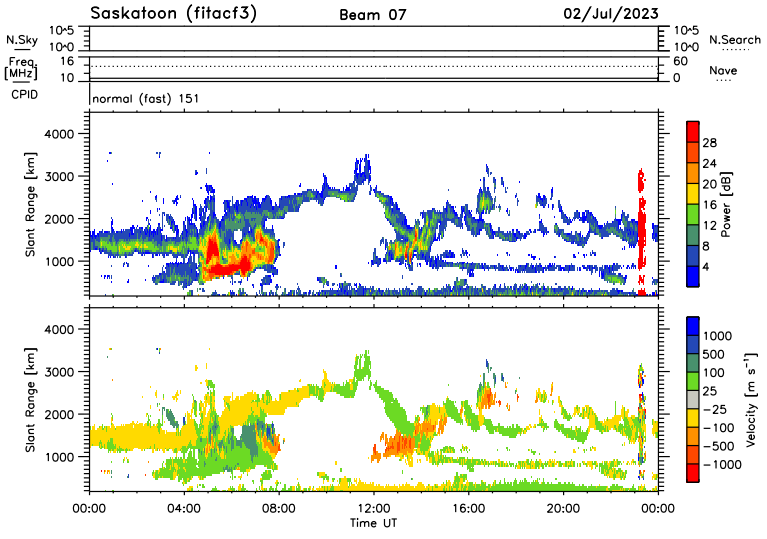 Saskatoon (fitacf3) Beam 07 02/Jul/2023
10^5 10^5
N.Sky N.Search
10^0 10^0
16 60
Freq. [MHz] Nave
10 0
CPID normal (fast) 151
4000
3000
2000
1000
Slant Range [km]
28
24
20
16
12
8
4
Power [dB]
4000
3000
2000
1000
Slant Range [km]
1000
500
100
25
−25
−100
−500
−1000
Velocity [m s⁻¹]
00:00 04:00 08:00 12:00 16:00 20:00 00:00
Time UT